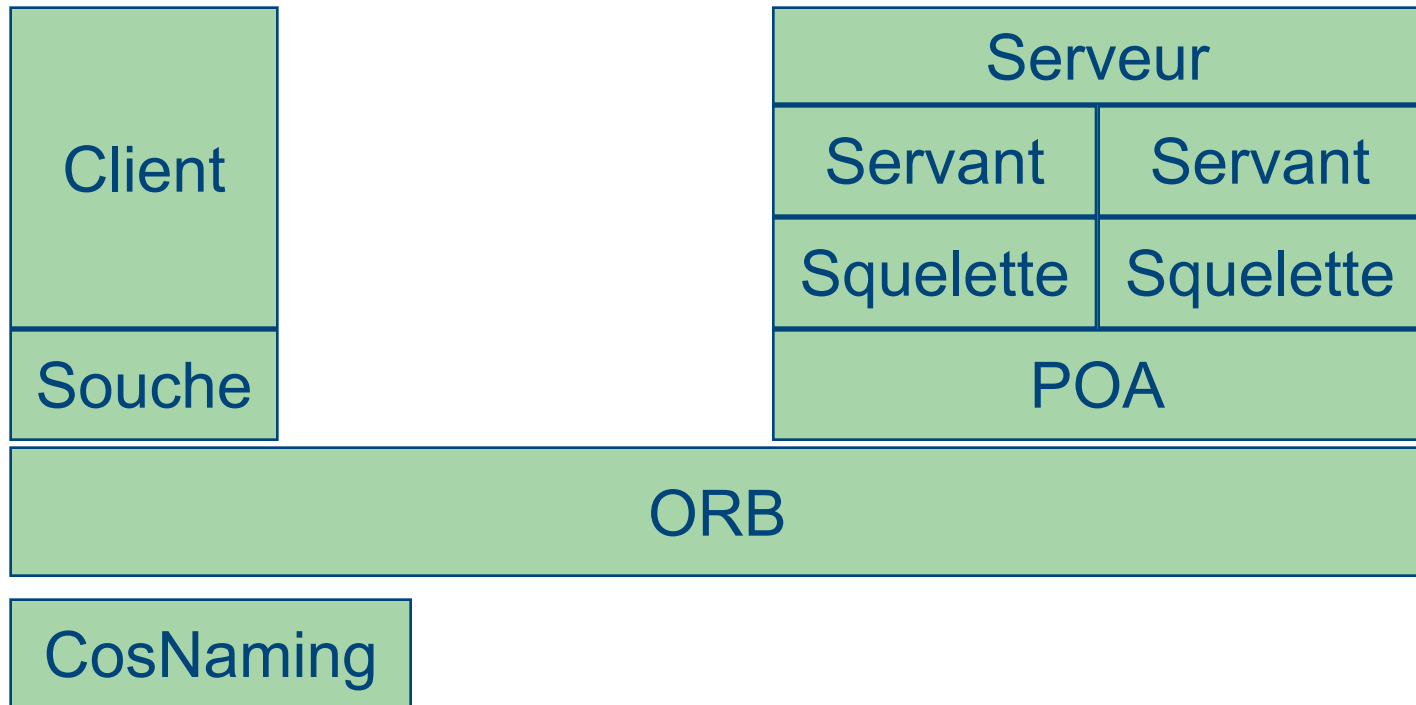 Client
Souche
Serveur
Servant
Servant
Squelette
Squelette
POA
ORB
CosNaming